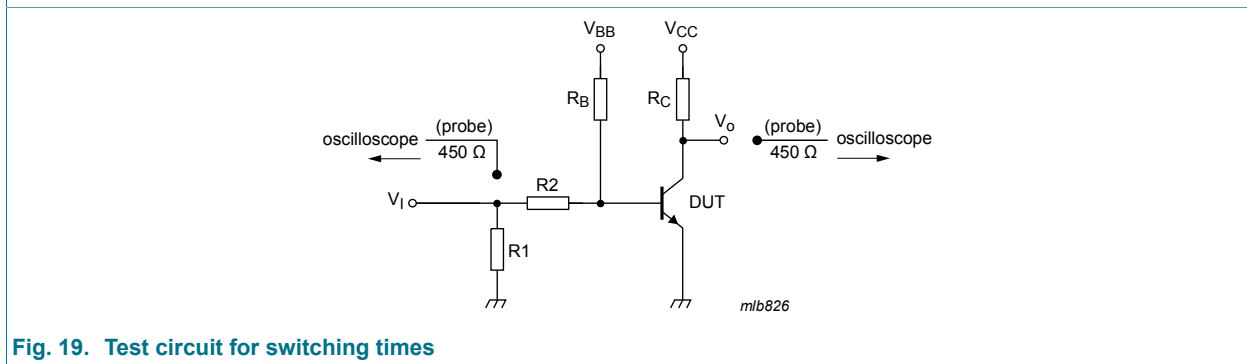 VBB
VCC
RB
RC
Vo
oscilloscope
(probe)
450 Ω
(probe)
450 Ω
oscilloscope
VI
R2
DUT
R1
mlb826
Fig. 19. Test circuit for switching times